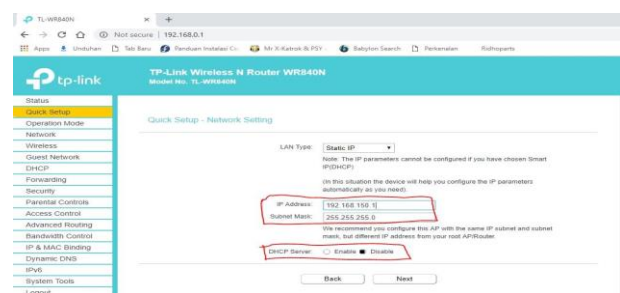 TL-WR840N
Not secure | 192.168.0.1
Apps Unduhan Tab Baru Panduan Instalasi Mr X-Katrok & PSY Babylon Search Perkenalan Ridhoparts
tp-link
TP-Link Wireless N Router WR840N
Model No. TL-WR840N
Status
Quick Setup
Operation Mode
Network
Wireless
Guest Network
DHCP
Forwarding
Security
Parental Controls
Access Control
Advanced Routing
Bandwidth Control
IP & MAC Binding
Dynamic DNS
IPv6
System Tools
Logout
Quick Setup - Network Setting
LAN Type: Static IP
Note: The IP parameters cannot be configured if you have chosen Smart
IP(DHCP)
(In this situation the device will help you configure the IP parameters
automatically as you need).
IP Address: 192.168.150.1
Subnet Mask: 255.255.255.0
We recommend you configure this AP with the same IP subnet and subnet
mask, but different IP address from your root AP/Router.
DHCP Server: Enable Disable
Back Next